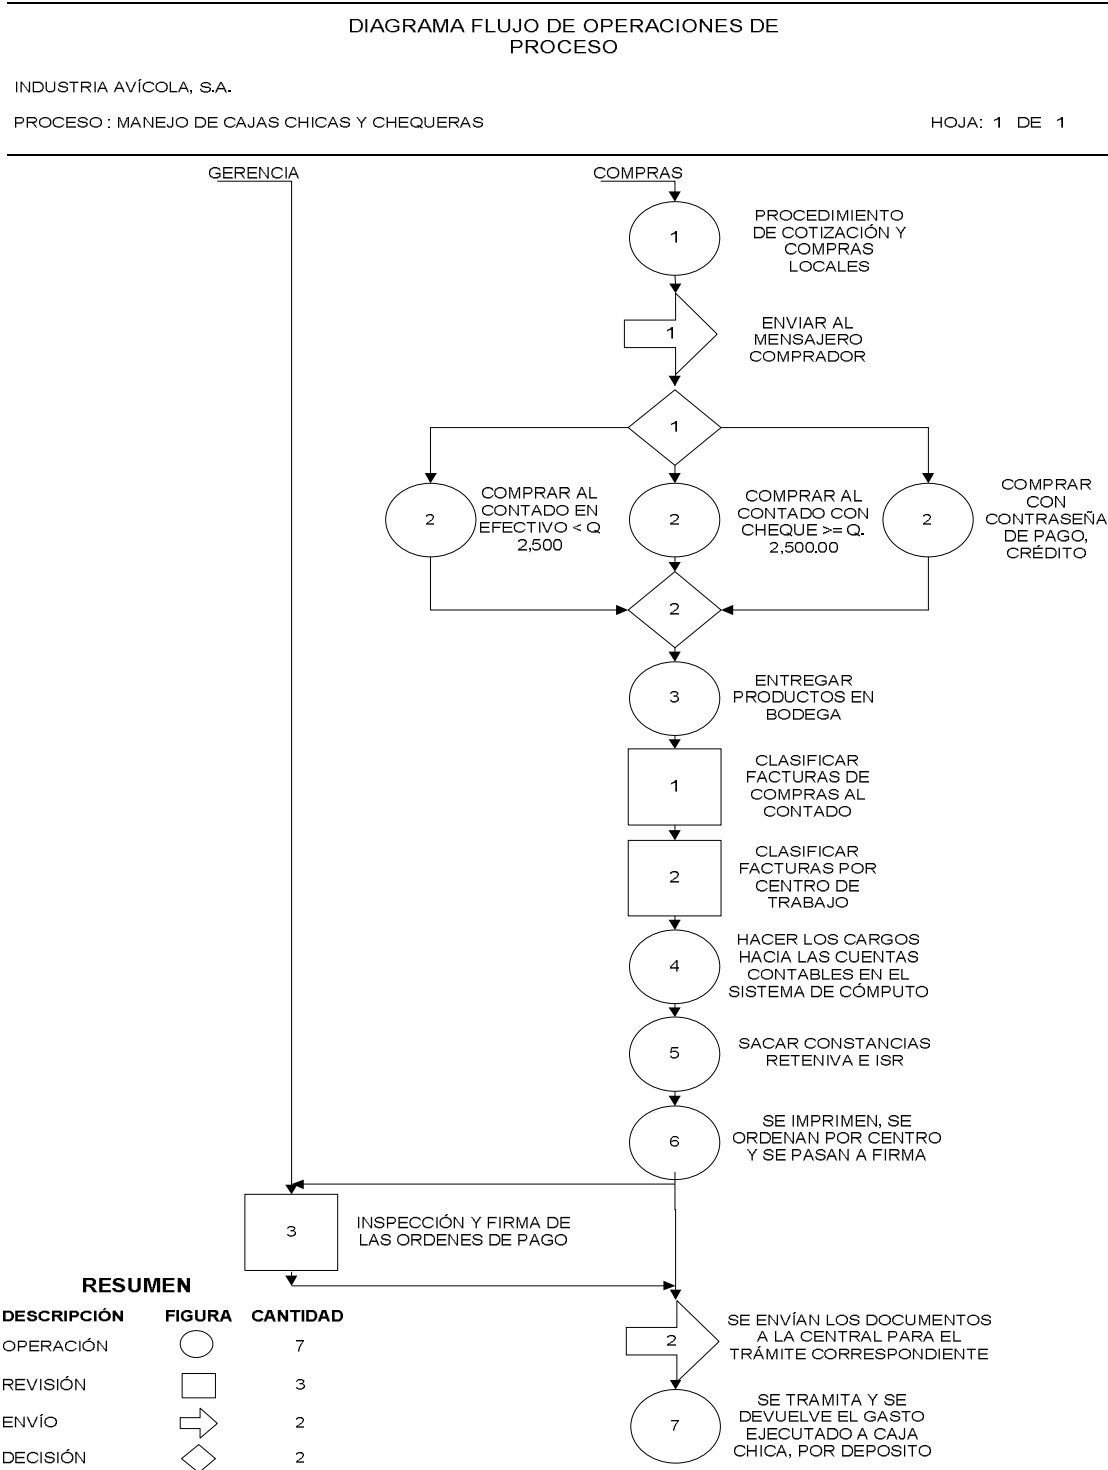 DIAGRAMA FLUJO DE OPERACIONES DE
PROCESO
INDUSTRIA AVÍCOLA, S.A.
PROCESO : MANEJO DE CAJAS CHICAS Y CHEQUERAS
HOJA: 1 DE 1
GERENCIA
COMPRAS
1
PROCEDIMIENTO
DE COTIZACIÓN Y
COMPRAS
LOCALES
1
ENVIAR AL
MENSAJERO
COMPRADOR
1
2
COMPRAR AL
CONTADO EN
EFECTIVO < Q
2,500
2
COMPRAR AL
CONTADO CON
CHEQUE >= Q.
2,500.00
2
COMPRAR
CON
CONTRASEÑA
DE PAGO,
CRÉDITO
2
3
ENTREGAR
PRODUCTOS EN
BODEGA
1
CLASIFICAR
FACTURAS DE
COMPRAS AL
CONTADO
2
CLASIFICAR
FACTURAS POR
CENTRO DE
TRABAJO
4
HACER LOS CARGOS
HACIA LAS CUENTAS
CONTABLES EN EL
SISTEMA DE CÓMPUTO
5
SACAR CONSTANCIAS
RETENIVA E ISR
6
SE IMPRIMEN, SE
ORDENAN POR CENTRO
Y SE PASAN A FIRMA
3
INSPECCIÓN Y FIRMA DE
LAS ORDENES DE PAGO
2
SE ENVÍAN LOS DOCUMENTOS
A LA CENTRAL PARA EL
TRÁMITE CORRESPONDIENTE
7
SE TRAMITA Y SE
DEVUELVE EL GASTO
EJECUTADO A CAJA
CHICA, POR DEPOSITO
RESUMEN
DESCRIPCIÓN FIGURA CANTIDAD
OPERACIÓN 7
REVISIÓN 3
ENVÍO 2
DECISIÓN 2